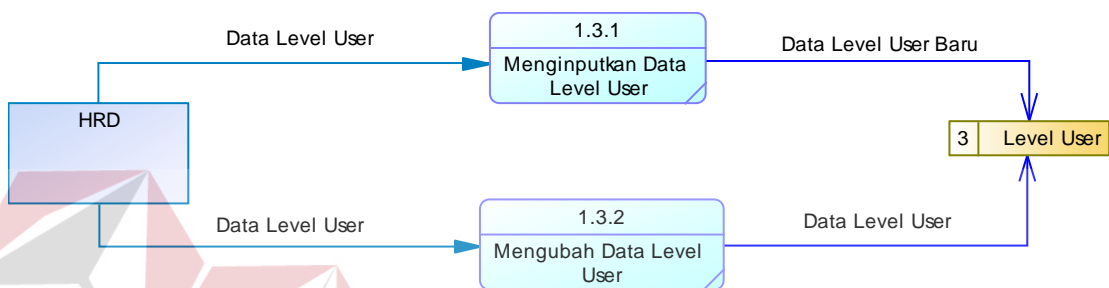 1.3.1
Data Level User
Menginputkan Data
Level User
Data Level User Baru
HRD
3 Level User
Data Level User
1.3.2
Mengubah Data Level
User
Data Level User